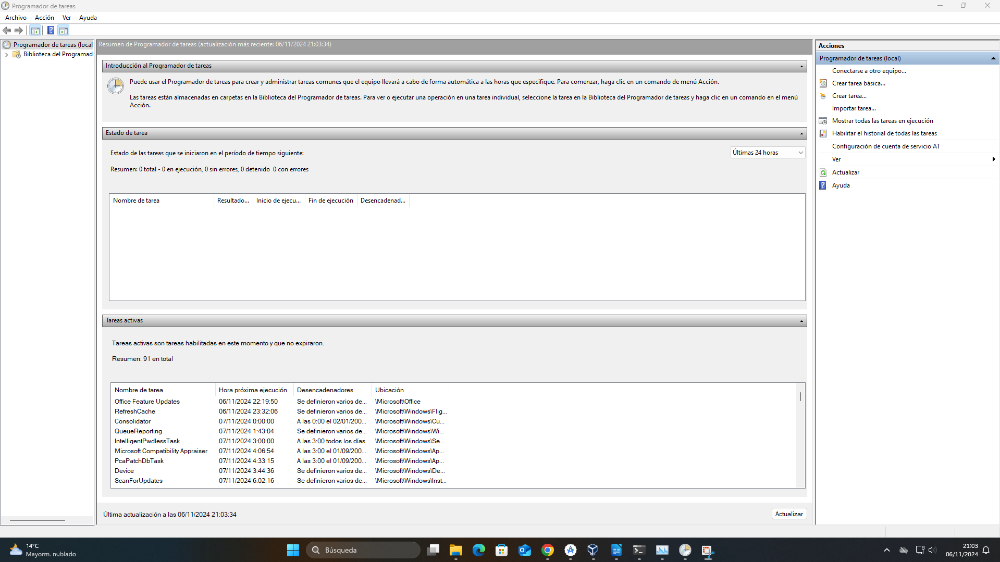 Programador de tareas
Archivo Acción Ver Ayuda
Programador de tareas (local
Biblioteca del Programad
Resumen de Programador de tareas (actualización más reciente: 06/11/2024 21:03:34)
Introducción al Programador de tareas
Puede usar el Programador de tareas para crear y administrar tareas comunes que el equipo llevará a cabo de forma automática a las horas que especifique. Para comenzar, haga clic en un comando de menú Acción.
Las tareas están almacenadas en carpetas en la Biblioteca del Programador de tareas. Para ver o ejecutar una operación en una tarea individual, seleccione la tarea en la Biblioteca del Programador de tareas y haga clic en un comando en el menú
Acción.
Estado de tarea
Estado de las tareas que se iniciaron en el período de tiempo siguiente:
Últimas 24 horas
Resumen: 0 total - 0 en ejecución, 0 sin errores, 0 detenido 0 con errores
Nombre de tarea Resultado... Inicio de ejecu... Fin de ejecución Desencadenad...
Tareas activas
Tareas activas son tareas habilitadas en este momento y que no expiraron.
Resumen: 91 en total
Nombre de tarea Hora próxima ejecución Desencadenadores Ubicación
Office Feature Updates 06/11/2024 22:19:50 Se definieron varios de... \Microsoft\Office
RefreshCache 06/11/2024 23:32:06 Se definieron varios de... \Microsoft\Windows\Flig...
Consolidator 07/11/2024 0:00:00 A las 0:00 el 02/01/200... \Microsoft\Windows\Cu...
QueueReporting 07/11/2024 1:43:04 Se definieron varios de... \Microsoft\Windows\Wi...
IntelligentPwdlessTask 07/11/2024 3:00:00 A las 3:00 todos los días \Microsoft\Windows\Se...
Microsoft Compatibility Appraiser 07/11/2024 4:06:54 A las 3:00 el 01/09/200... \Microsoft\Windows\Ap...
PcaPatchDbTask 07/11/2024 4:33:15 A las 3:00 el 01/09/200... \Microsoft\Windows\Ap...
Device 07/11/2024 3:44:36 Se definieron varios de... \Microsoft\Windows\De...
ScanForUpdates 07/11/2024 6:02:16 Se definieron varios de... \Microsoft\Windows\Inst...
Última actualización a las 06/11/2024 21:03:34
Actualizar
Acciones
Programador de tareas (local)
Conectarse a otro equipo...
Crear tarea básica...
Crear tarea...
Importar tarea...
Mostrar todas las tareas en ejecución
Habilitar el historial de todas las tareas
Configuración de cuenta de servicio AT
Ver
Actualizar
Ayuda
14°C
Mayorm. nublado
Búsqueda
21:03
06/11/2024